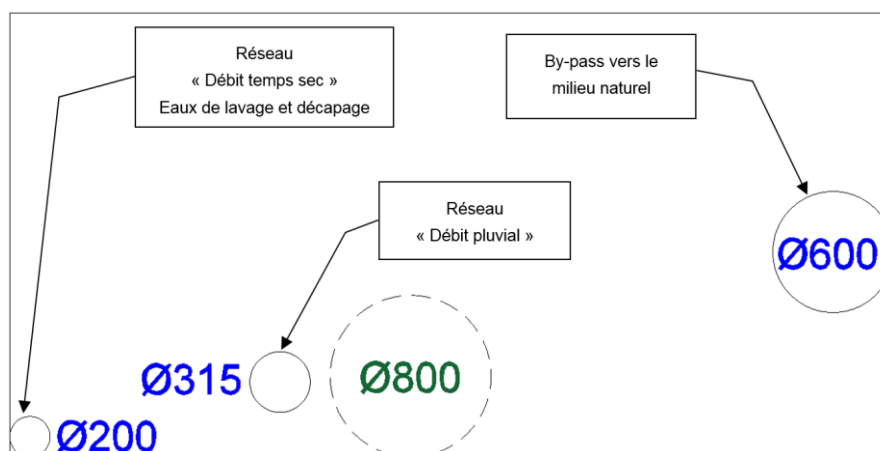 Réseau
« Débit temps sec »
Eaux de lavage et décapage
By-pass vers le
milieu naturel
Réseau
« Débit pluvial »
Ø600
Ø315
Ø800
Ø200